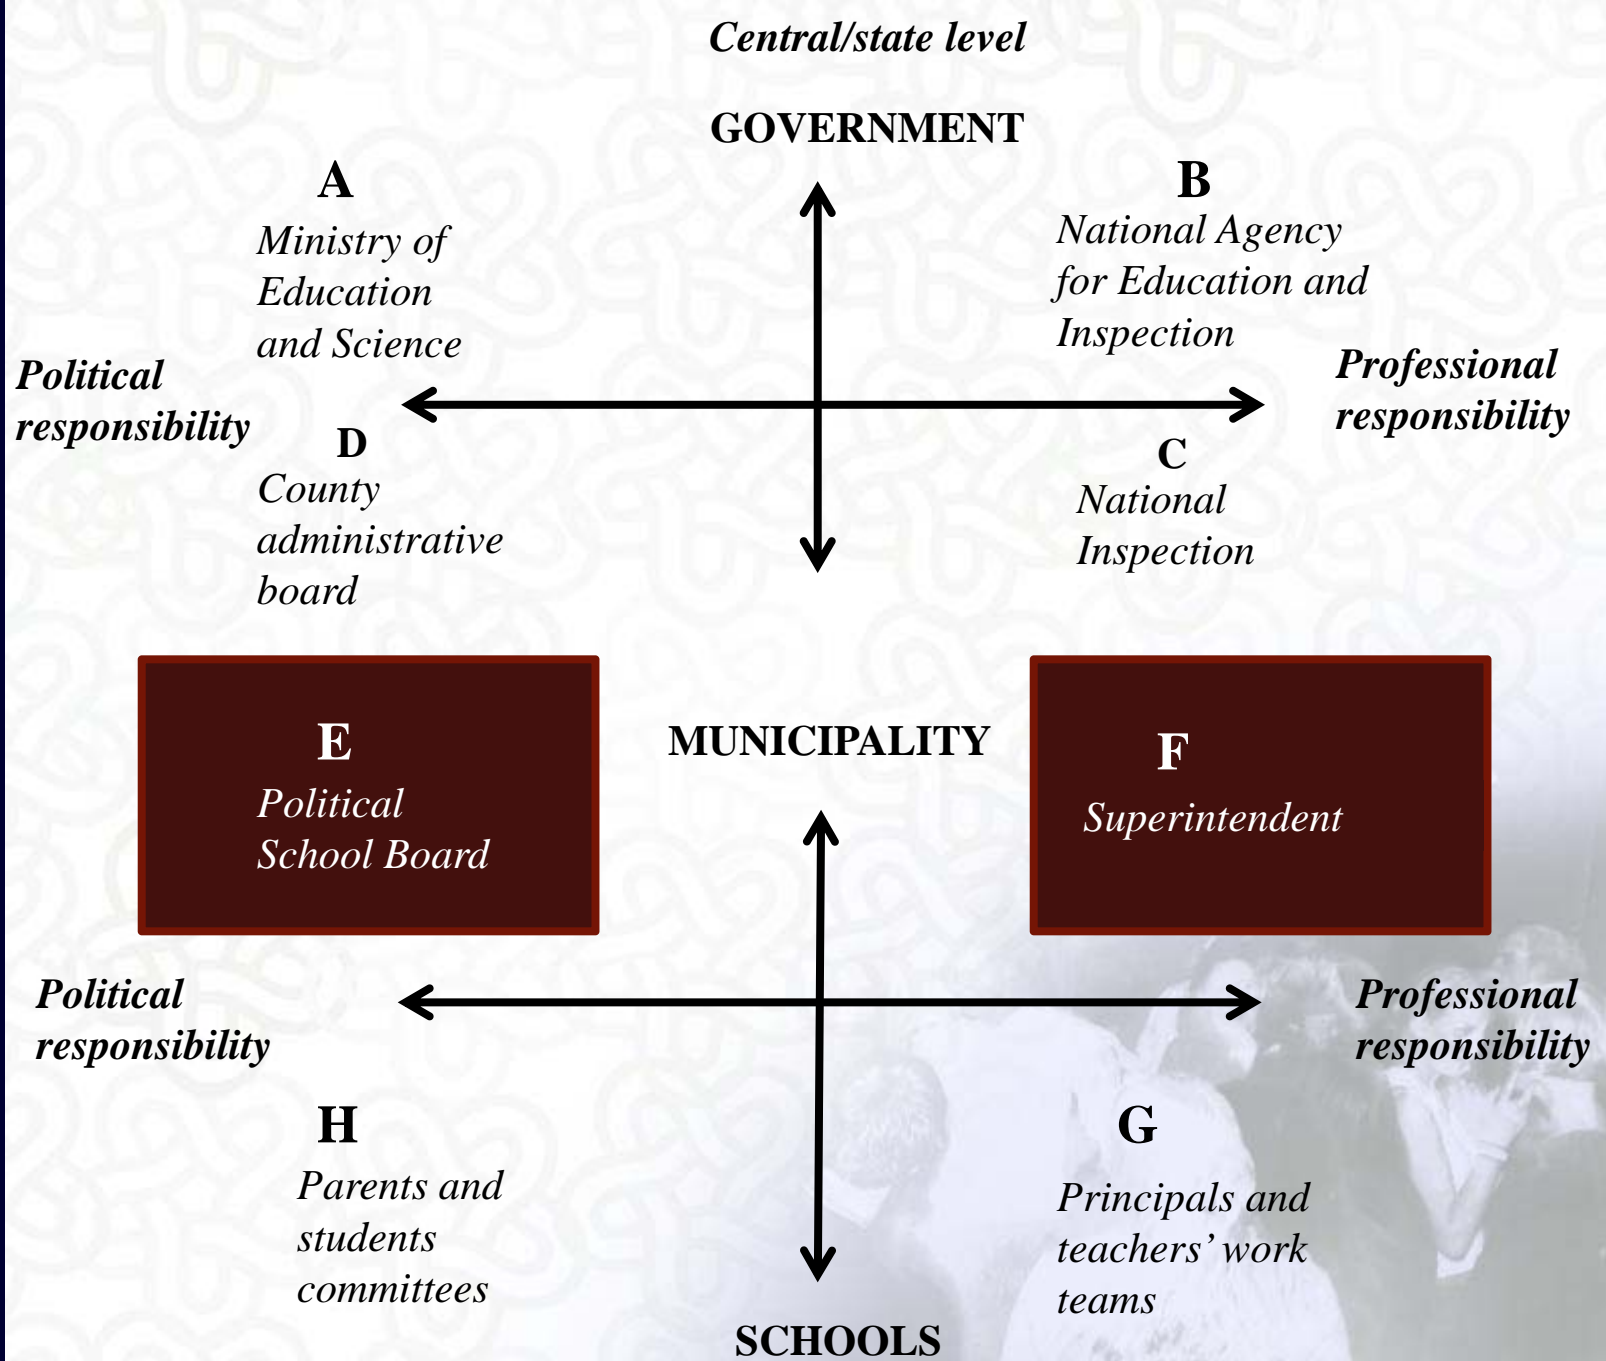 Central/state level
GOVERNMENT
A
Ministry of
Education
and Science
B
National Agency
for Education and
Inspection
Political
responsibility
Professional
responsibility
D
County
administrative
board
C
National
Inspection
E
Political
School Board
MUNICIPALITY
F
Superintendent
Political
responsibility
Professional
responsibility
H
Parents and
students
committees
G
Principals and
teachers’ work
teams
SCHOOLS